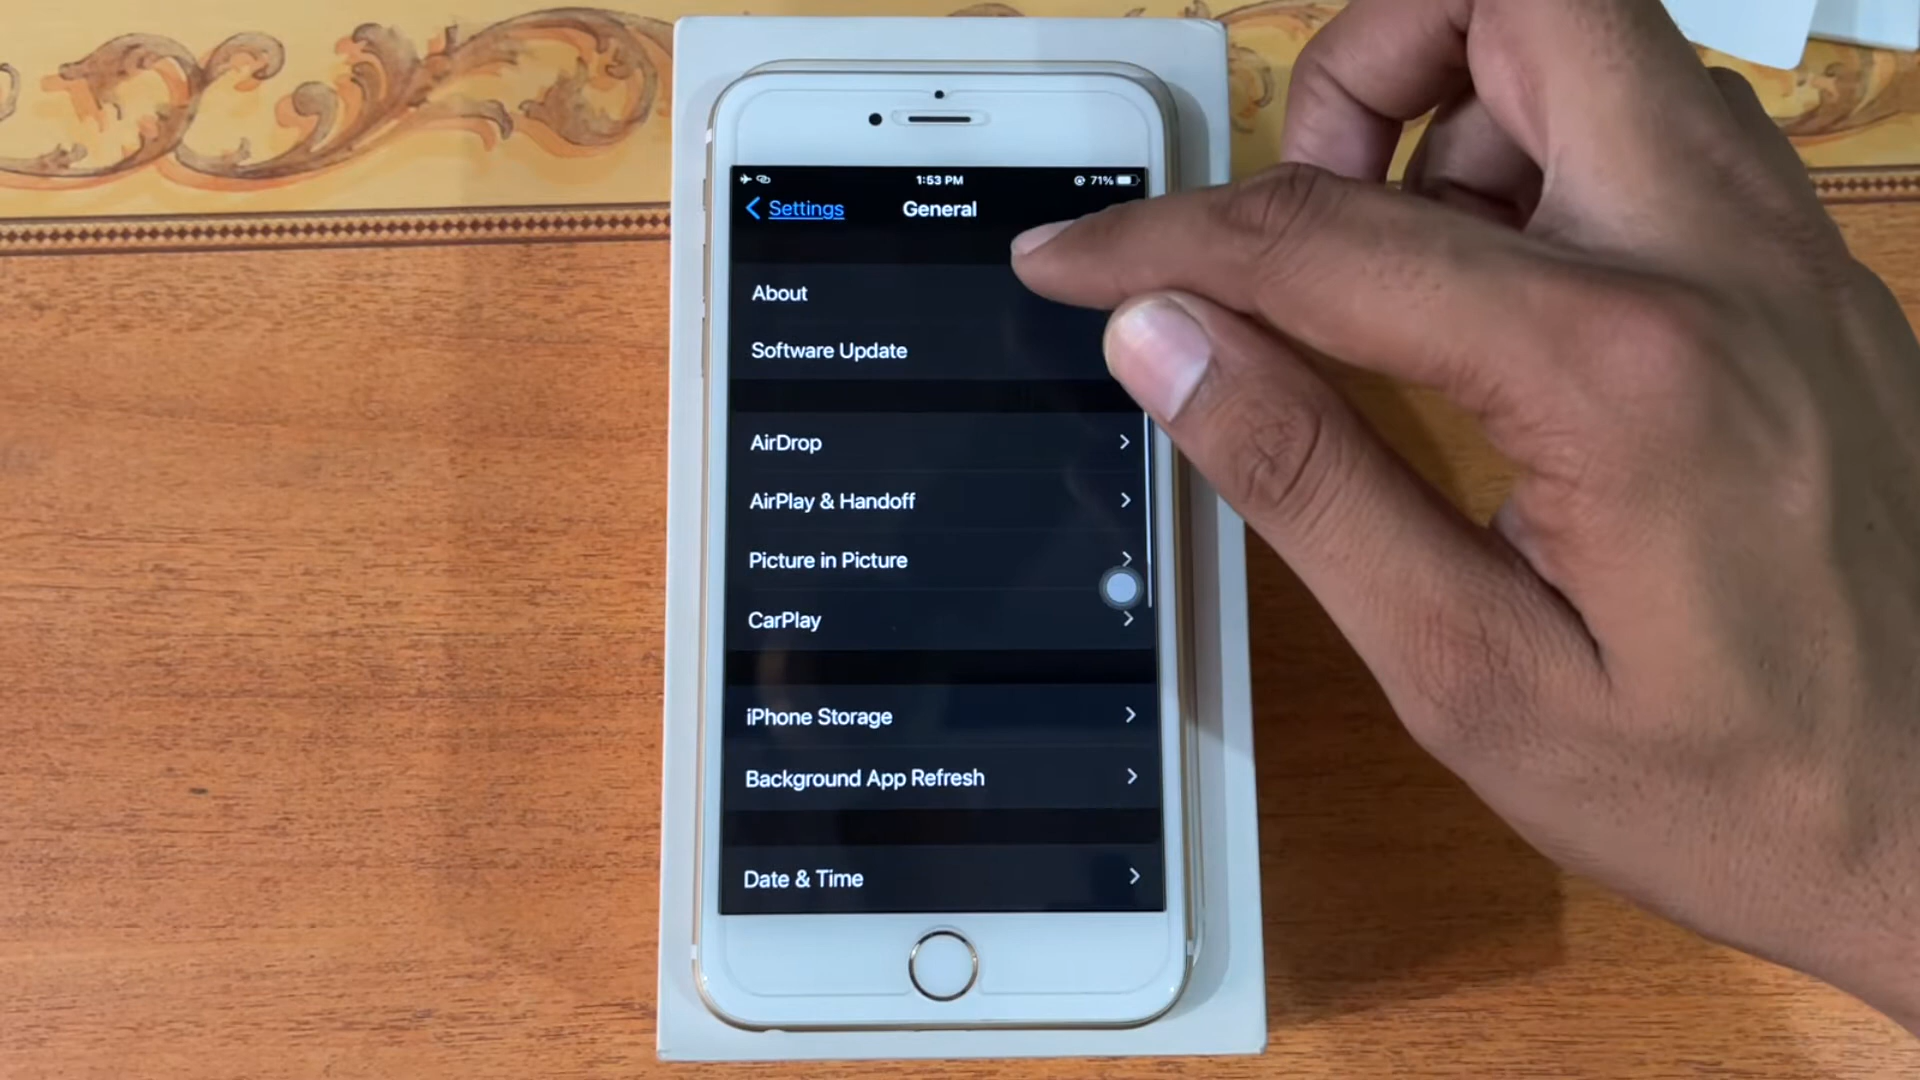 1:53 PM
71%
Settings
General
About
Software Update
AirDrop
AirPlay & Handoff
Picture in Picture
CarPlay
iPhone Storage
Background App Refresh
Date & Time